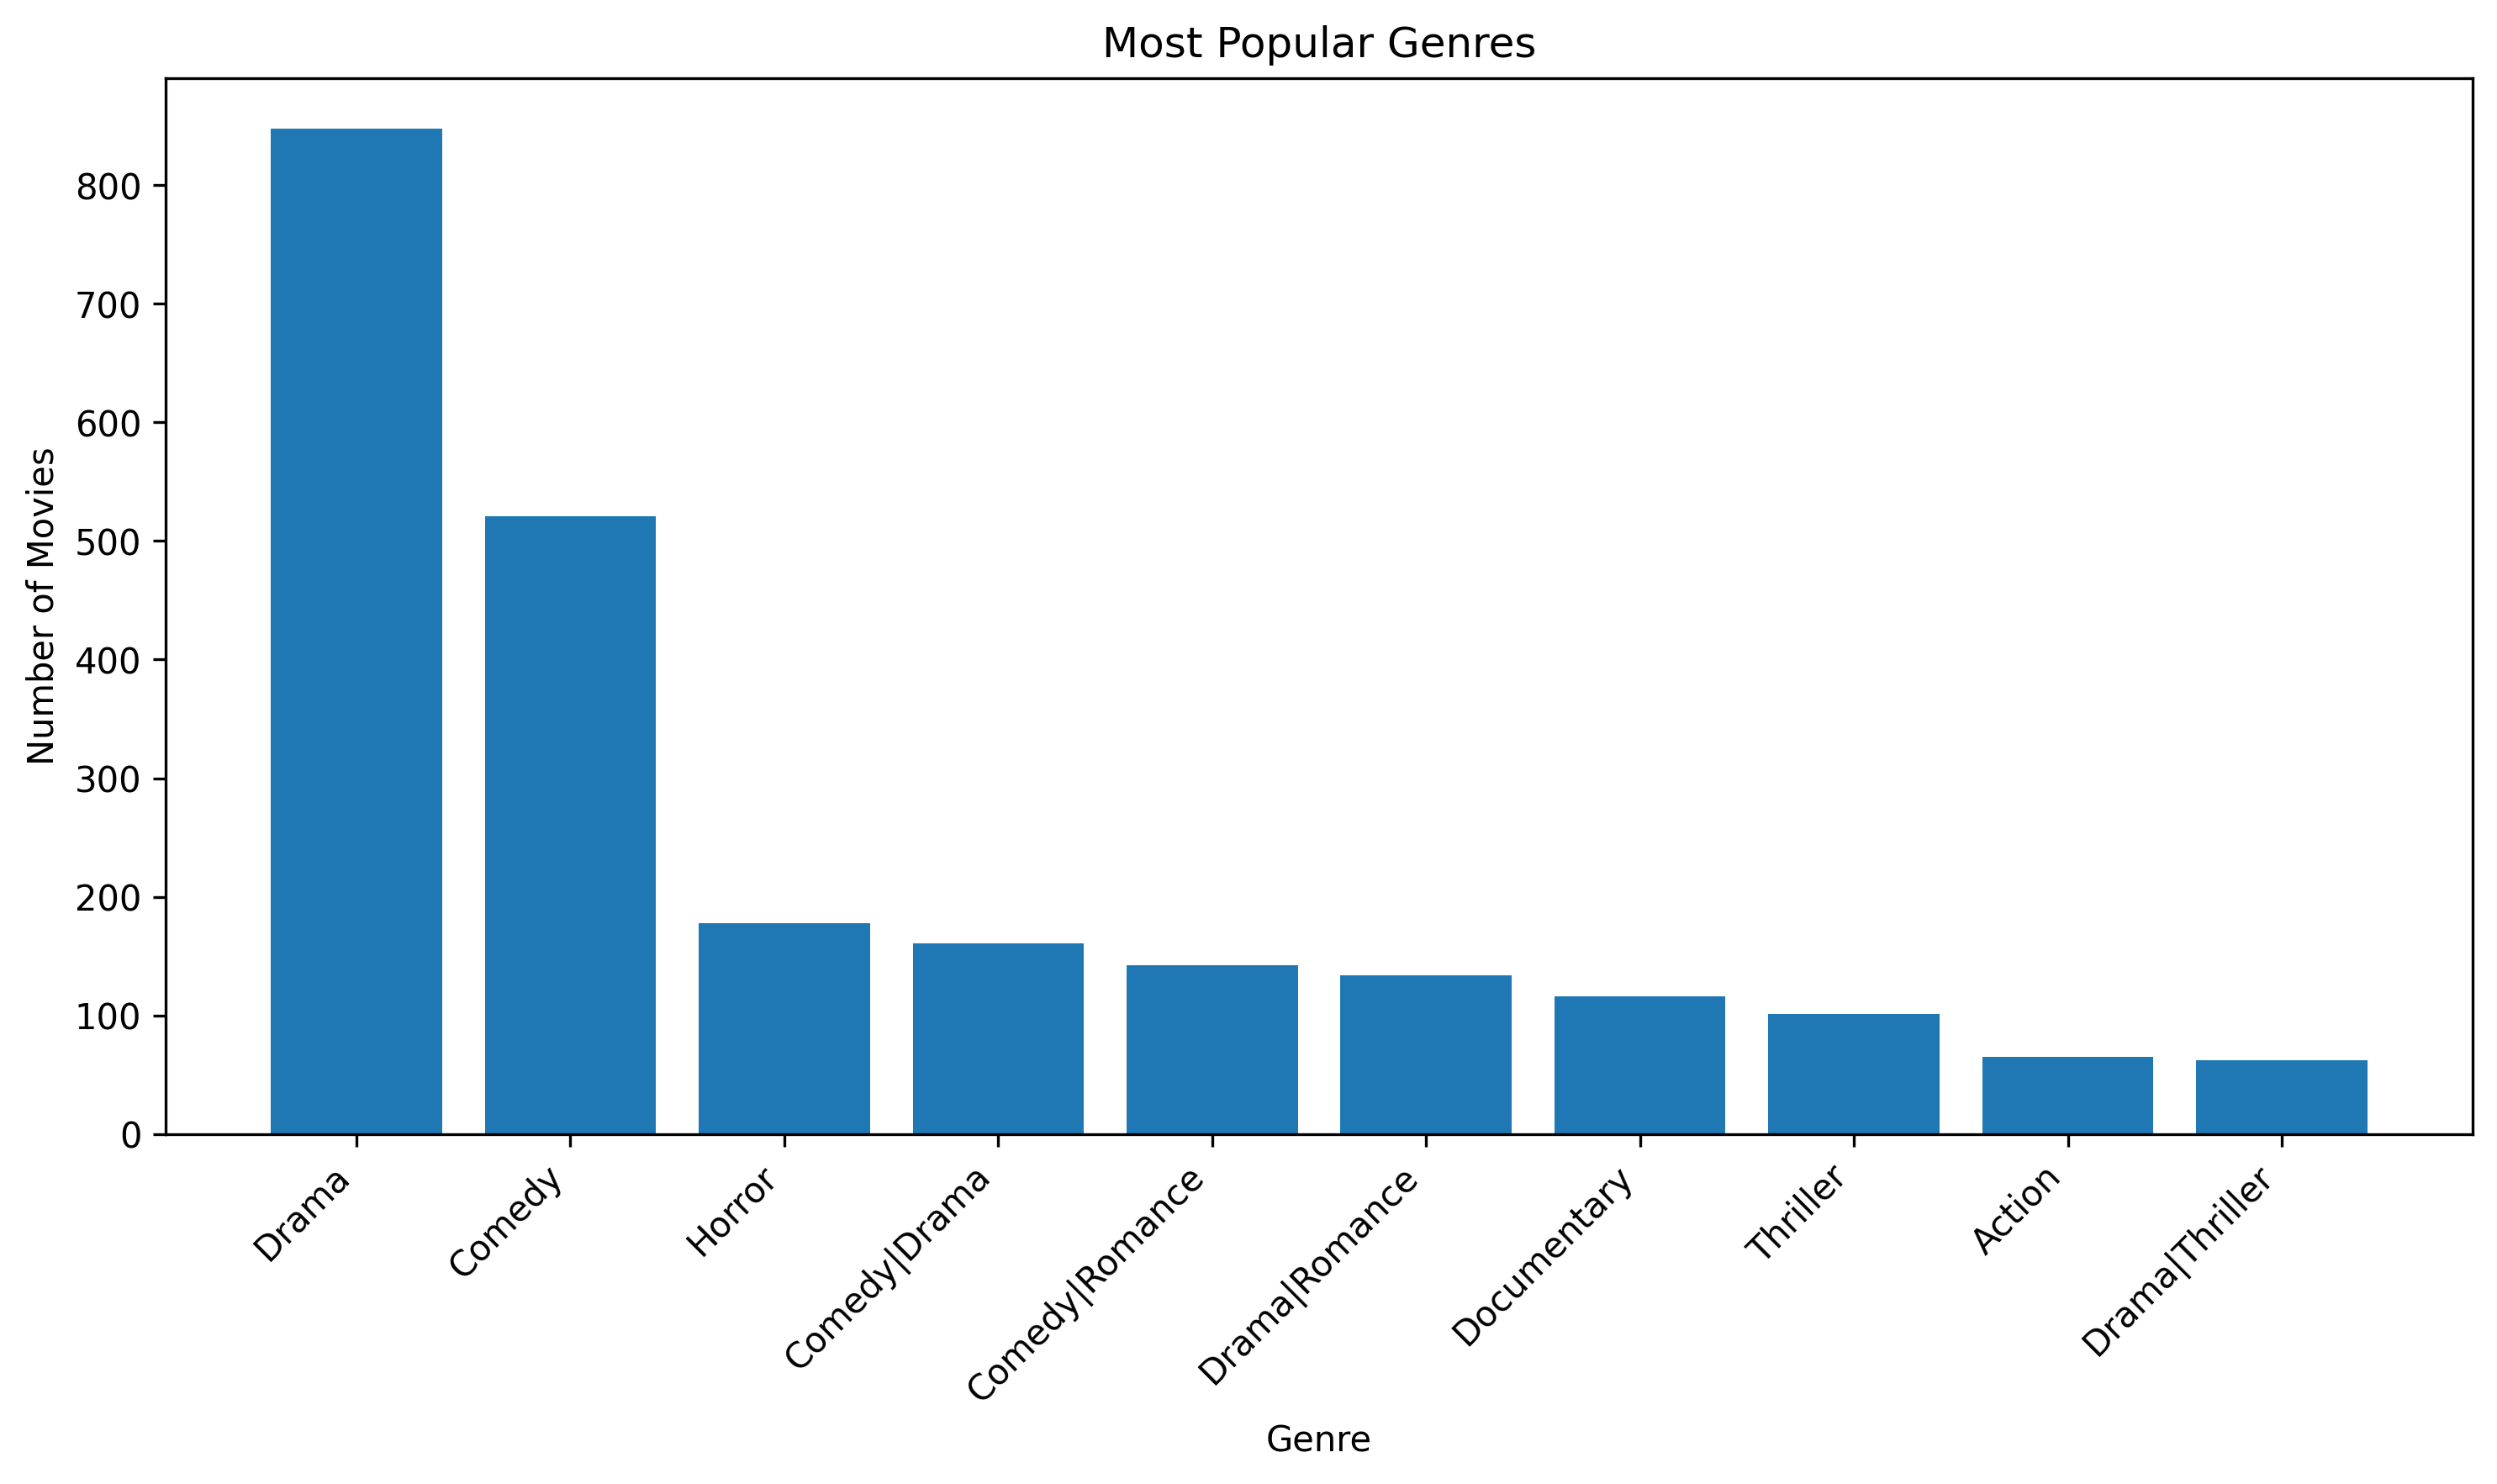 Most Popular Genres
Number of Movies
800
700
600
500
400
300
200
100
0
Drama
Comedy
Horror
Comedy|Drama
Comedy|Romance
Drama|Romance
Documentary
Thriller
Action
Drama|Thriller
Genre